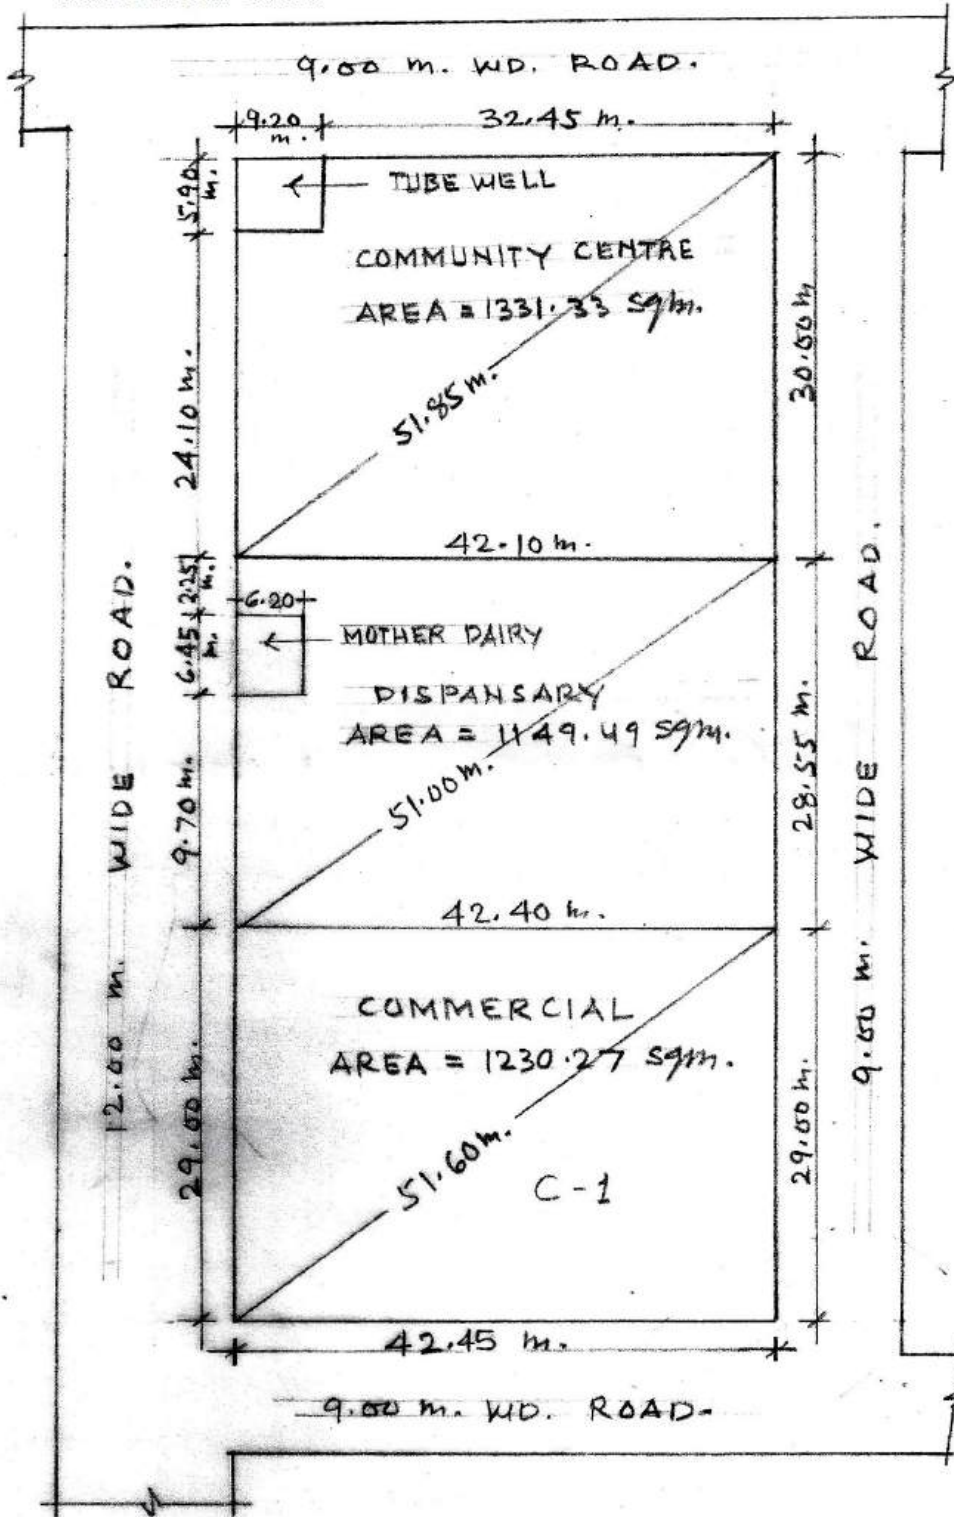 9.00 m. WD. ROAD.
9.20 m.
32.45 m.
5.90 m.
TUBE WELL
COMMUNITY CENTRE
AREA = 1331.33 sqm.
30.00 m
24.10 m.
51.85 m.
42.10 m.
2.25 m.
6.20
6.45 m.
MOTHER DAIRY
DISPANSARY
AREA = 1149.49 sqm.
28.55 m.
9.70 m.
51.00 m.
42.40 m.
12.00 m. WIDE ROAD.
9.00 m. WIDE ROAD.
COMMERCIAL
AREA = 1230.27 sqm.
29.00 m.
29.00 m.
51.60 m.
C-1
42.45 m.
9.00 m. WD. ROAD-